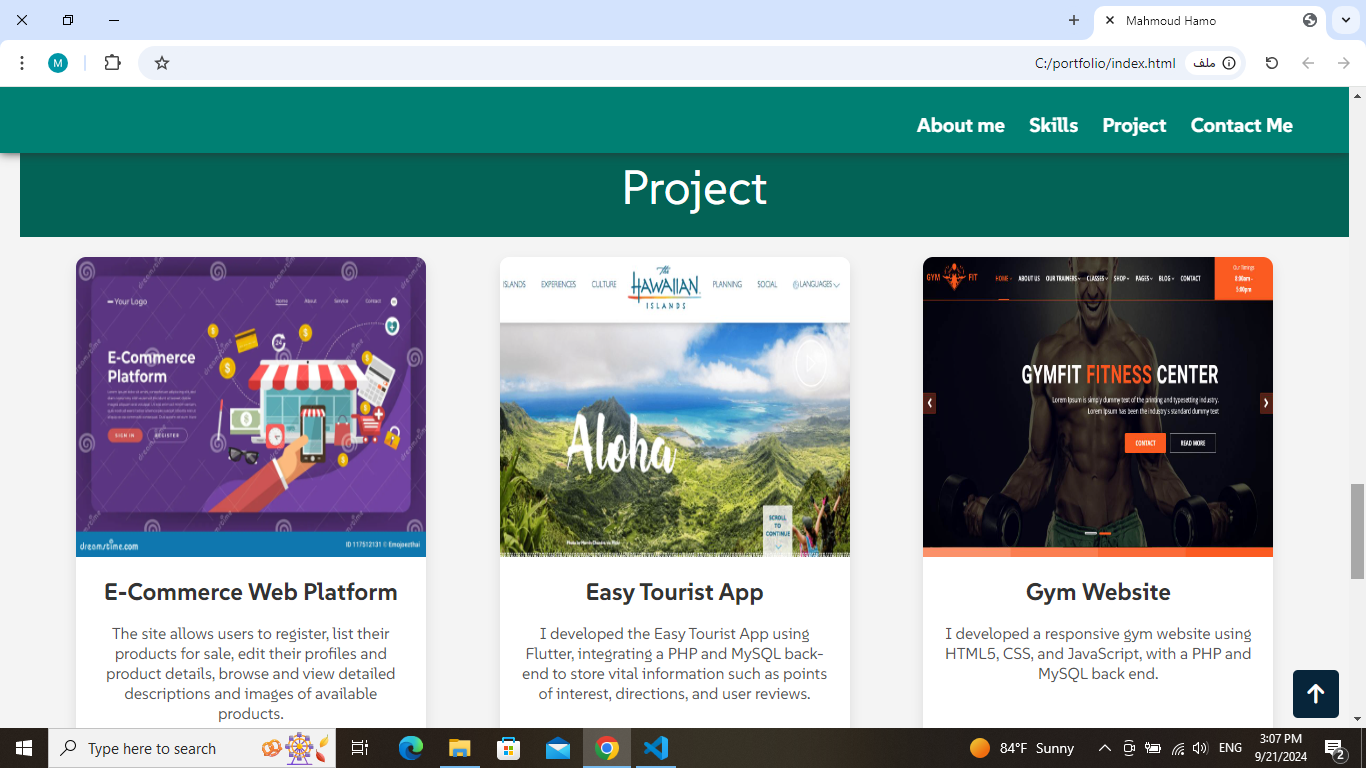 Mahmoud Hamo
M
C:/portfolio/index.html
ملف
About me Skills Project Contact Me
Project
Your Logo
Home About Service Contact
E-Commerce
Platform
24
SIGN IN REGISTER
dreamstime
dreamstime.com
ID 117512131 © Emojoezthai
E-Commerce Web Platform
The site allows users to register, list their
products for sale, edit their profiles and
product details, browse and view detailed
descriptions and images of available
products.
ISLANDS EXPERIENCES CULTURE
the
HAWAIIAN
ISLANDS
PLANNING SOCIAL LANGUAGES
Aloha
SCROLL
TO
CONTINUE
Easy Tourist App
I developed the Easy Tourist App using
Flutter, integrating a PHP and MySQL back-
end to store vital information such as points
of interest, directions, and user reviews.
GYM FIT
HOME ABOUT US OUR TRAINERS CLASSES SHOP PAGES BLOG CONTACT
Our Timings
8:00am -
5:00pm
GYMFIT FITNESS CENTER
Lorem Ipsum is simply dummy text of the printing and typesetting industry.
Lorem Ipsum has been the industry's standard dummy text
CONTACT READ MORE
Gym Website
I developed a responsive gym website using
HTML5, CSS, and JavaScript, with a PHP and
MySQL back end.
Type here to search
84°F Sunny
ENG
3:07 PM
9/21/2024
2